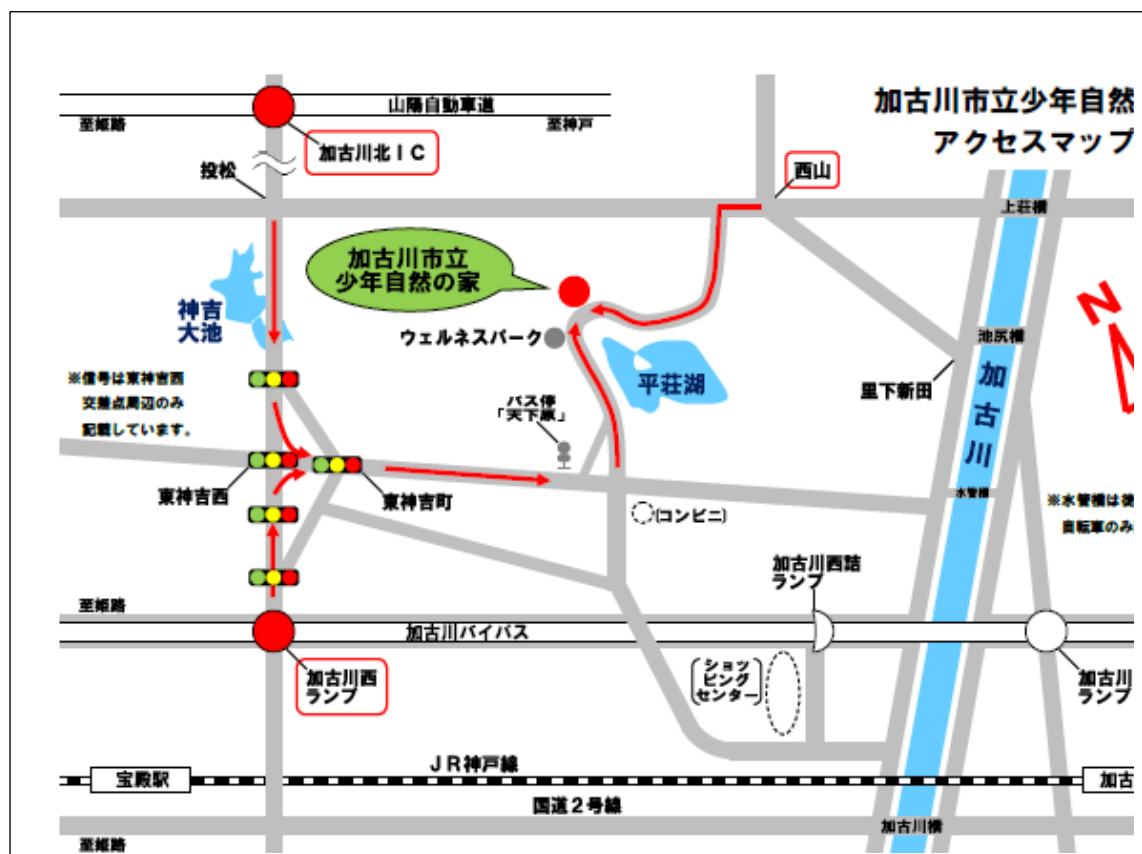 加古川市立少年自然
アクセスマップ
山陽自動車道
至姫路
至神戸
加古川北IC
投松
西山
上荘橋
加古川市立
少年自然の家
神吉
大池
ウェルネスパーク
平荘湖
池尻橋
里下新田
加古川
N
※信号は東神吉西
交差点周辺のみ
記載しています。
バス停
「天下原」
東神吉西
東神吉町
水管橋
(コンビニ)
※水管橋は徒
自転車のみ
加古川西詰
ランプ
至姫路
加古川バイパス
加古川西
ランプ
ショッ
ピング
センター
加古川
ランプ
JR神戸線
宝殿駅
加古
国道2号線
加古川橋
至姫路